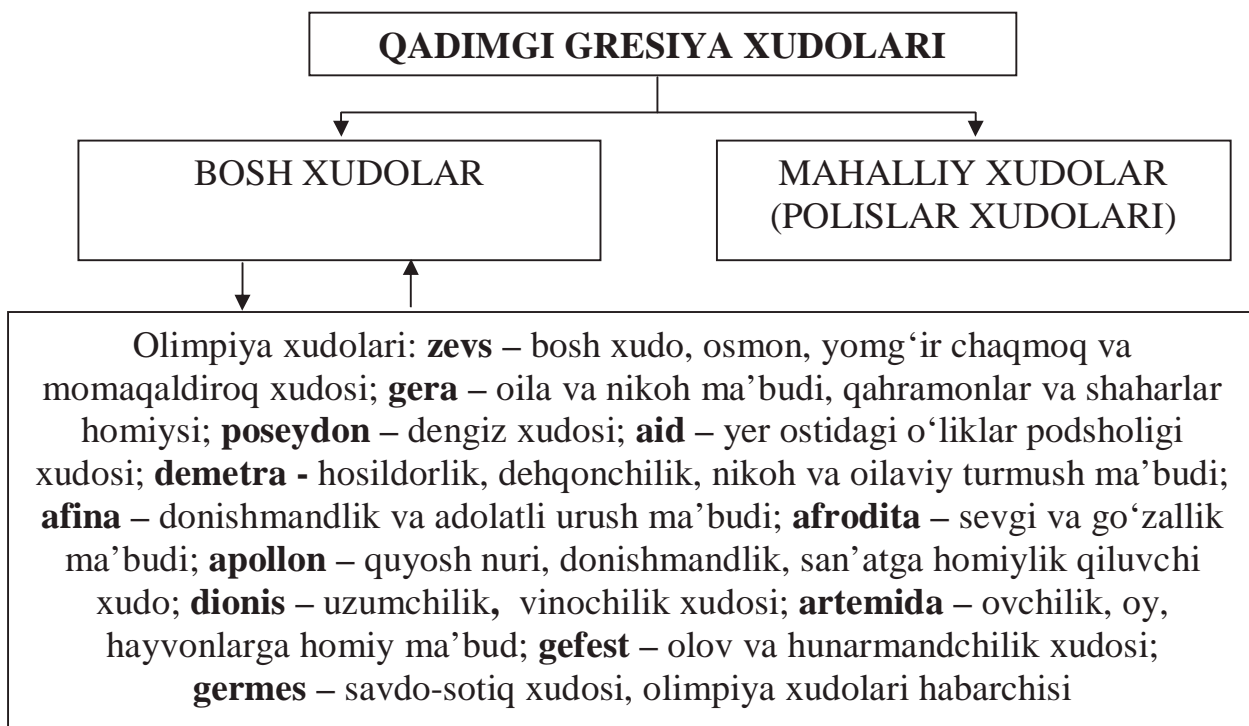 QADIMGI GRESIYA XUDOLARI
BOSH XUDOLAR
MAHALLIY XUDOLAR
(POLISLAR XUDOLARI)
Olimpiya xudolari: zevs – bosh xudo, osmon, yomg‘ir chaqmoq va
momaqaldiroq xudosi; gera – oila va nikoh ma’budi, qahramonlar va shaharlar
homiysi; poseydon – dengiz xudosi; aid – yer ostidagi o‘liklar podsholigi
xudosi; demetra - hosildorlik, dehqonchilik, nikoh va oilaviy turmush ma’budi;
afina – donishmandlik va adolatli urush ma’budi; afrodita – sevgi va go‘zallik
ma’budi; apollon – quyosh nuri, donishmandlik, san’atga homiylik qiluvchi
xudo; dionis – uzumchilik, vinochilik xudosi; artemida – ovchilik, oy,
hayvonlarga homiy ma’bud; gefest – olov va hunarmandchilik xudosi;
germes – savdo-sotiq xudosi, olimpiya xudolari habarchisi